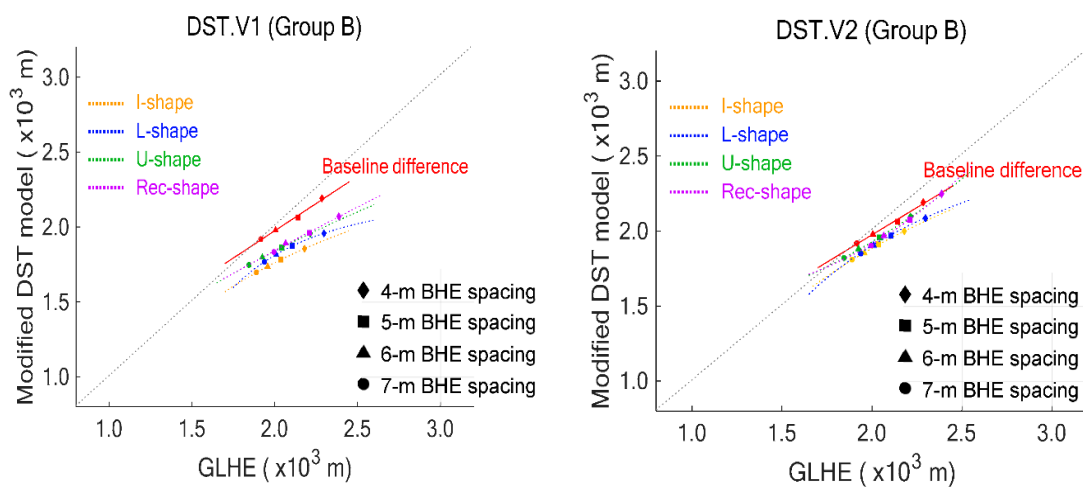 DST.V1 (Group B)
Modified DST model ( x10³ m)
3.0
2.5
2.0
1.5
1.0
I-shape
L-shape
U-shape
Rec-shape
Baseline difference
4-m BHE spacing
5-m BHE spacing
6-m BHE spacing
7-m BHE spacing
1.0
2.0
2.5
3.0
GLHE ( x10³ m)
DST.V2 (Group B)
Modified DST model ( x10³ m)
3.0
2.5
2.0
1.5
1.0
I-shape
L-shape
U-shape
Rec-shape
Baseline difference
4-m BHE spacing
5-m BHE spacing
6-m BHE spacing
7-m BHE spacing
1.0
2.0
2.5
3.0
GLHE ( x10³ m)